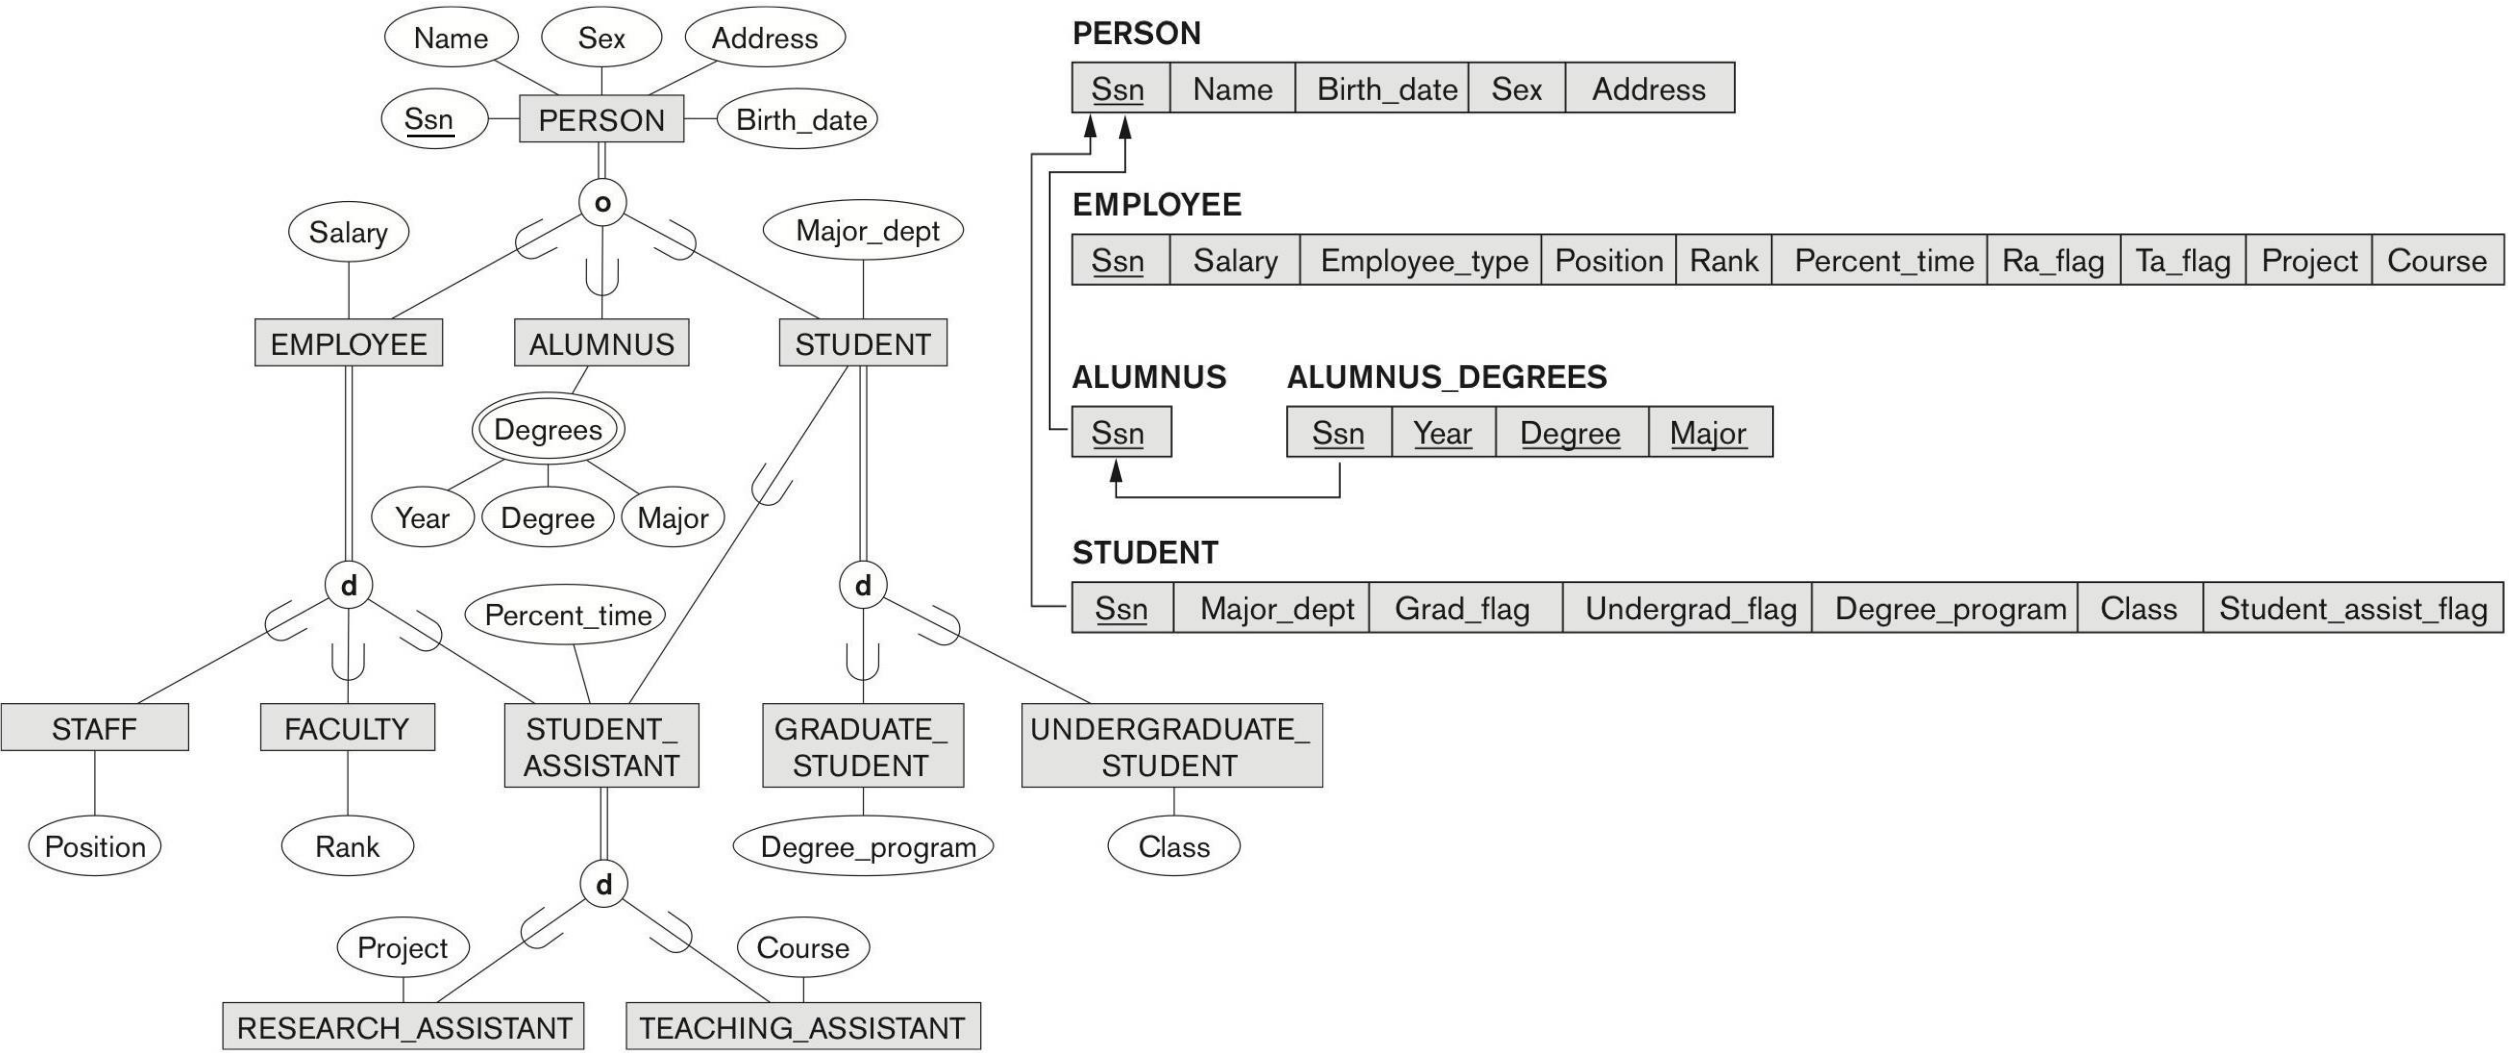 Name
Sex
Address
Ssn
PERSON
Birth_date
o
Salary
Major_dept
EMPLOYEE
ALUMNUS
STUDENT
Degrees
Year
Degree
Major
d
d
Percent_time
STAFF
FACULTY
STUDENT_
ASSISTANT
GRADUATE_
STUDENT
UNDERGRADUATE_
STUDENT
Position
Rank
Degree_program
Class
d
Project
Course
RESEARCH_ASSISTANT
TEACHING_ASSISTANT
PERSON
Ssn Name Birth_date Sex Address
EMPLOYEE
Ssn Salary Employee_type Position Rank Percent_time Ra_flag Ta_flag Project Course
ALUMNUS
Ssn
ALUMNUS_DEGREES
Ssn Year Degree Major
STUDENT
Ssn Major_dept Grad_flag Undergrad_flag Degree_program Class Student_assist_flag